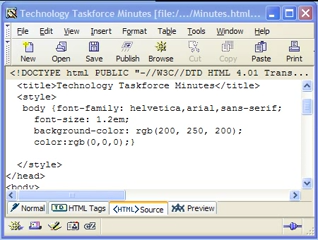 Technology Taskforce Minutes [file:/.../Minutes.html...
File Edit View Insert Format Table Tools Window Help
New Open Save Publish Browse Cut Copy Paste Print
<!DOCTYPE html PUBLIC "-//W3C//DTD HTML 4.01 Trans...
<title>Technology Taskforce Minutes</title>
<style>
body {font-family: helvetica,arial,sans-serif;
font-size: 1.2em;
background-color: rgb(200, 250, 200);
color:rgb(0,0,0);}
</style>
</head>
<body>
Normal HTML Tags <HTML> Source Preview